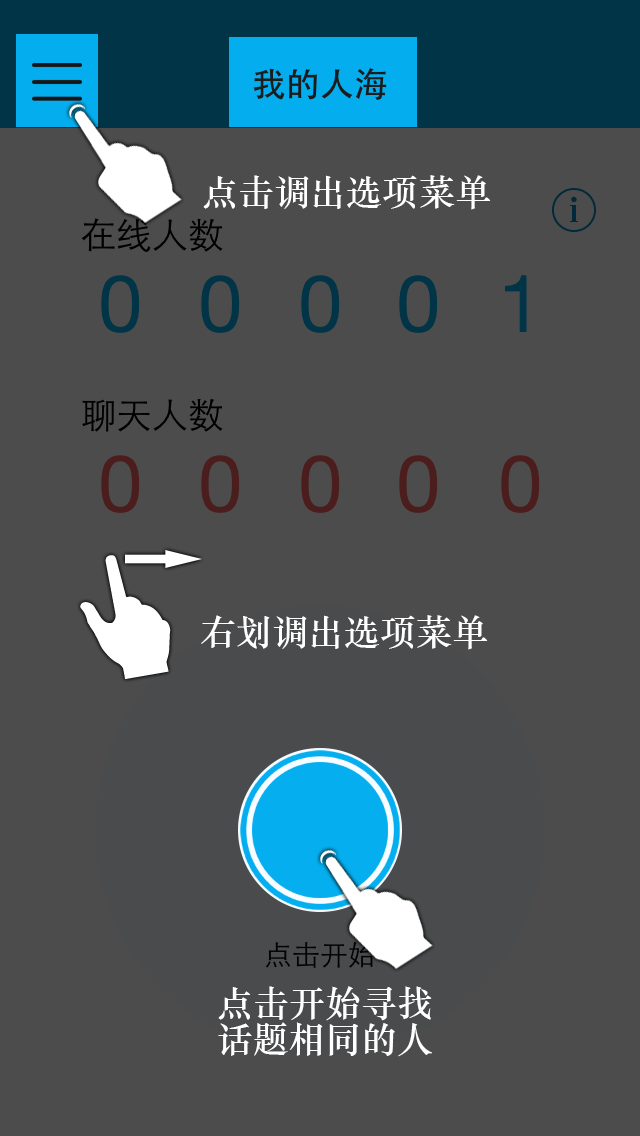 我的人海
点击调出选项菜单
i
在线人数
0 0 0 0 1
聊天人数
0 0 0 0 0
右划调出选项菜单
点击开始
点击开始寻找
话题相同的人